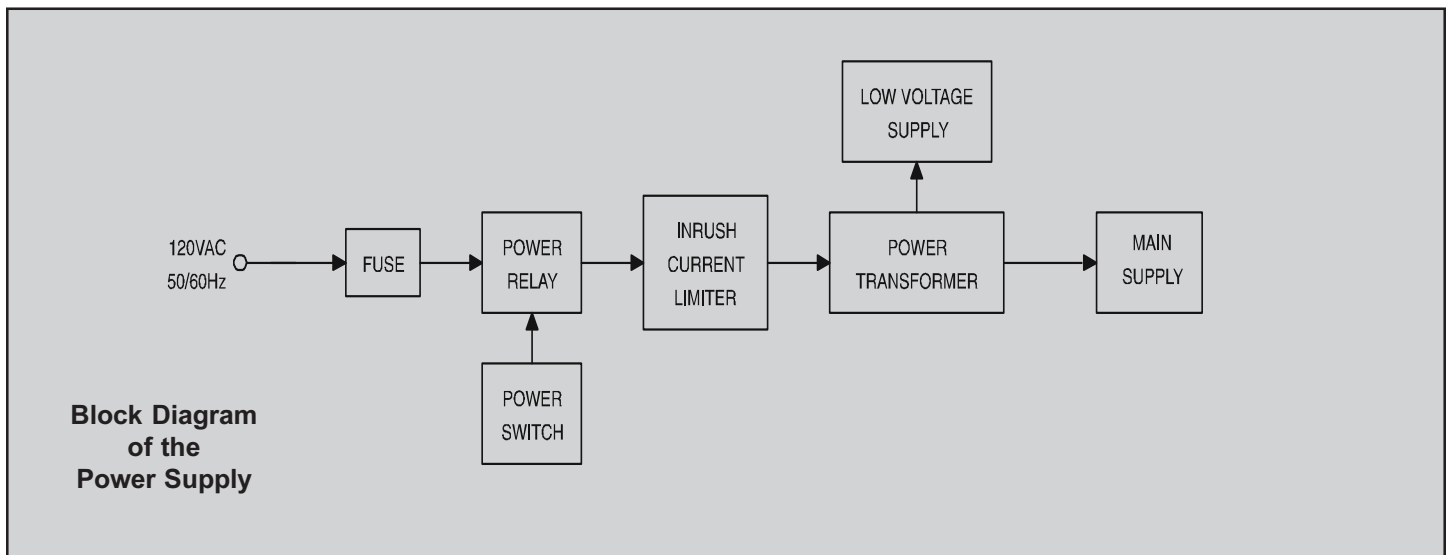 LOW VOLTAGE
SUPPLY
120VAC
50/60Hz
FUSE
POWER
RELAY
INRUSH
CURRENT
LIMITER
POWER
TRANSFORMER
MAIN
SUPPLY
POWER
SWITCH
Block Diagram
of the
Power Supply